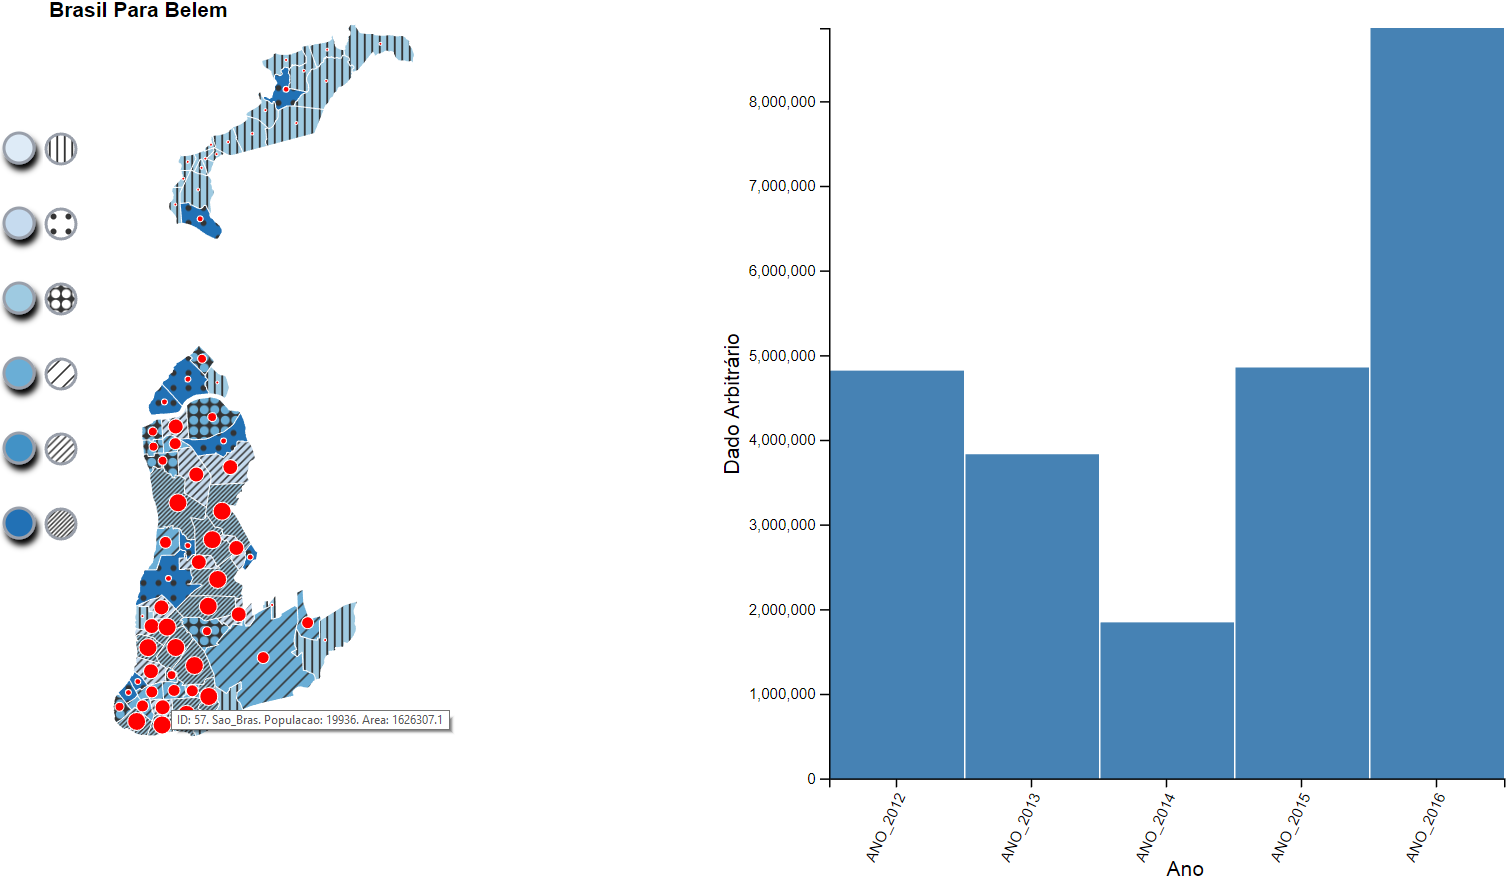 Brasil Para Belem
ID: 57. Sao_Bras. Populacao: 19936. Area: 1626307.1
8,000,000
7,000,000
6,000,000
5,000,000
4,000,000
3,000,000
2,000,000
1,000,000
0
Dado Arbitrário
ANO_2012
ANO_2013
ANO_2014
ANO_2015
ANO_2016
Ano